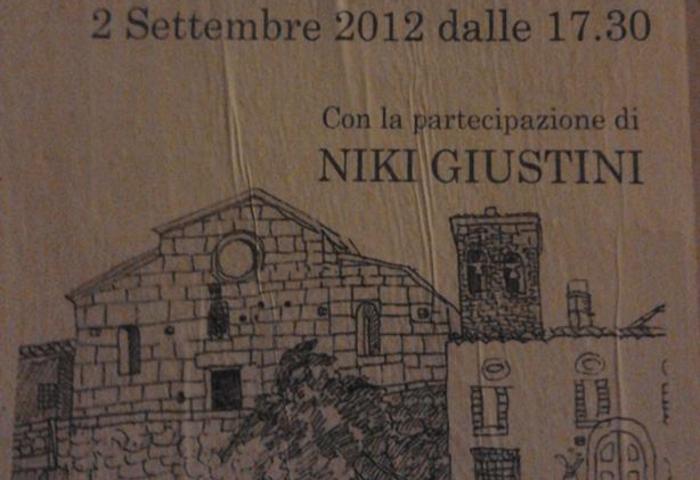 2 Settembre 2012 dalle 17.30
Con la partecipazione di
NIKI GIUSTINI